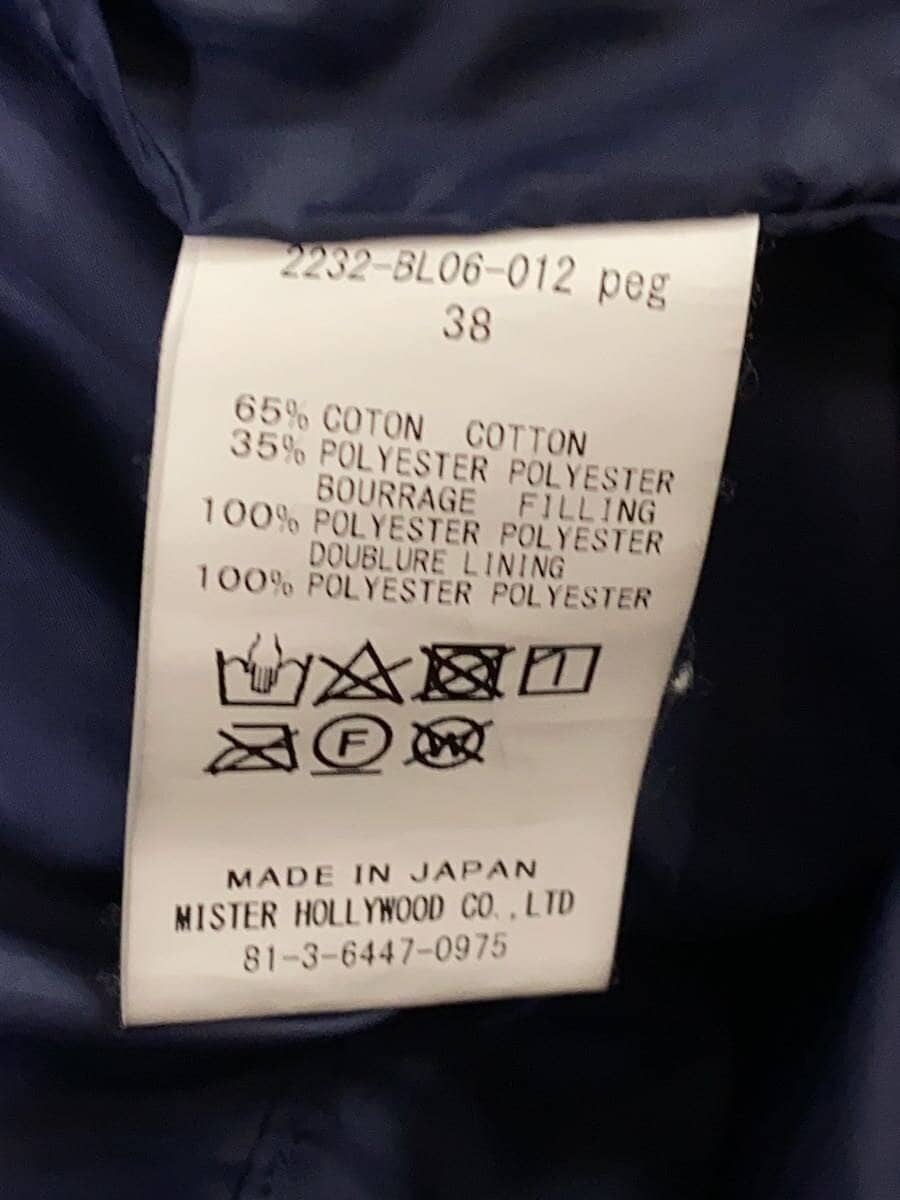 2232-BL06-012 peg
38
65% COTON COTTON
35% POLYESTER POLYESTER
BOURRAGE FILLING
100% POLYESTER POLYESTER
DOUBLURE LINING
100% POLYESTER POLYESTER
F
W
MADE IN JAPAN
MISTER HOLLYWOOD CO.,LTD
81-3-6447-0975